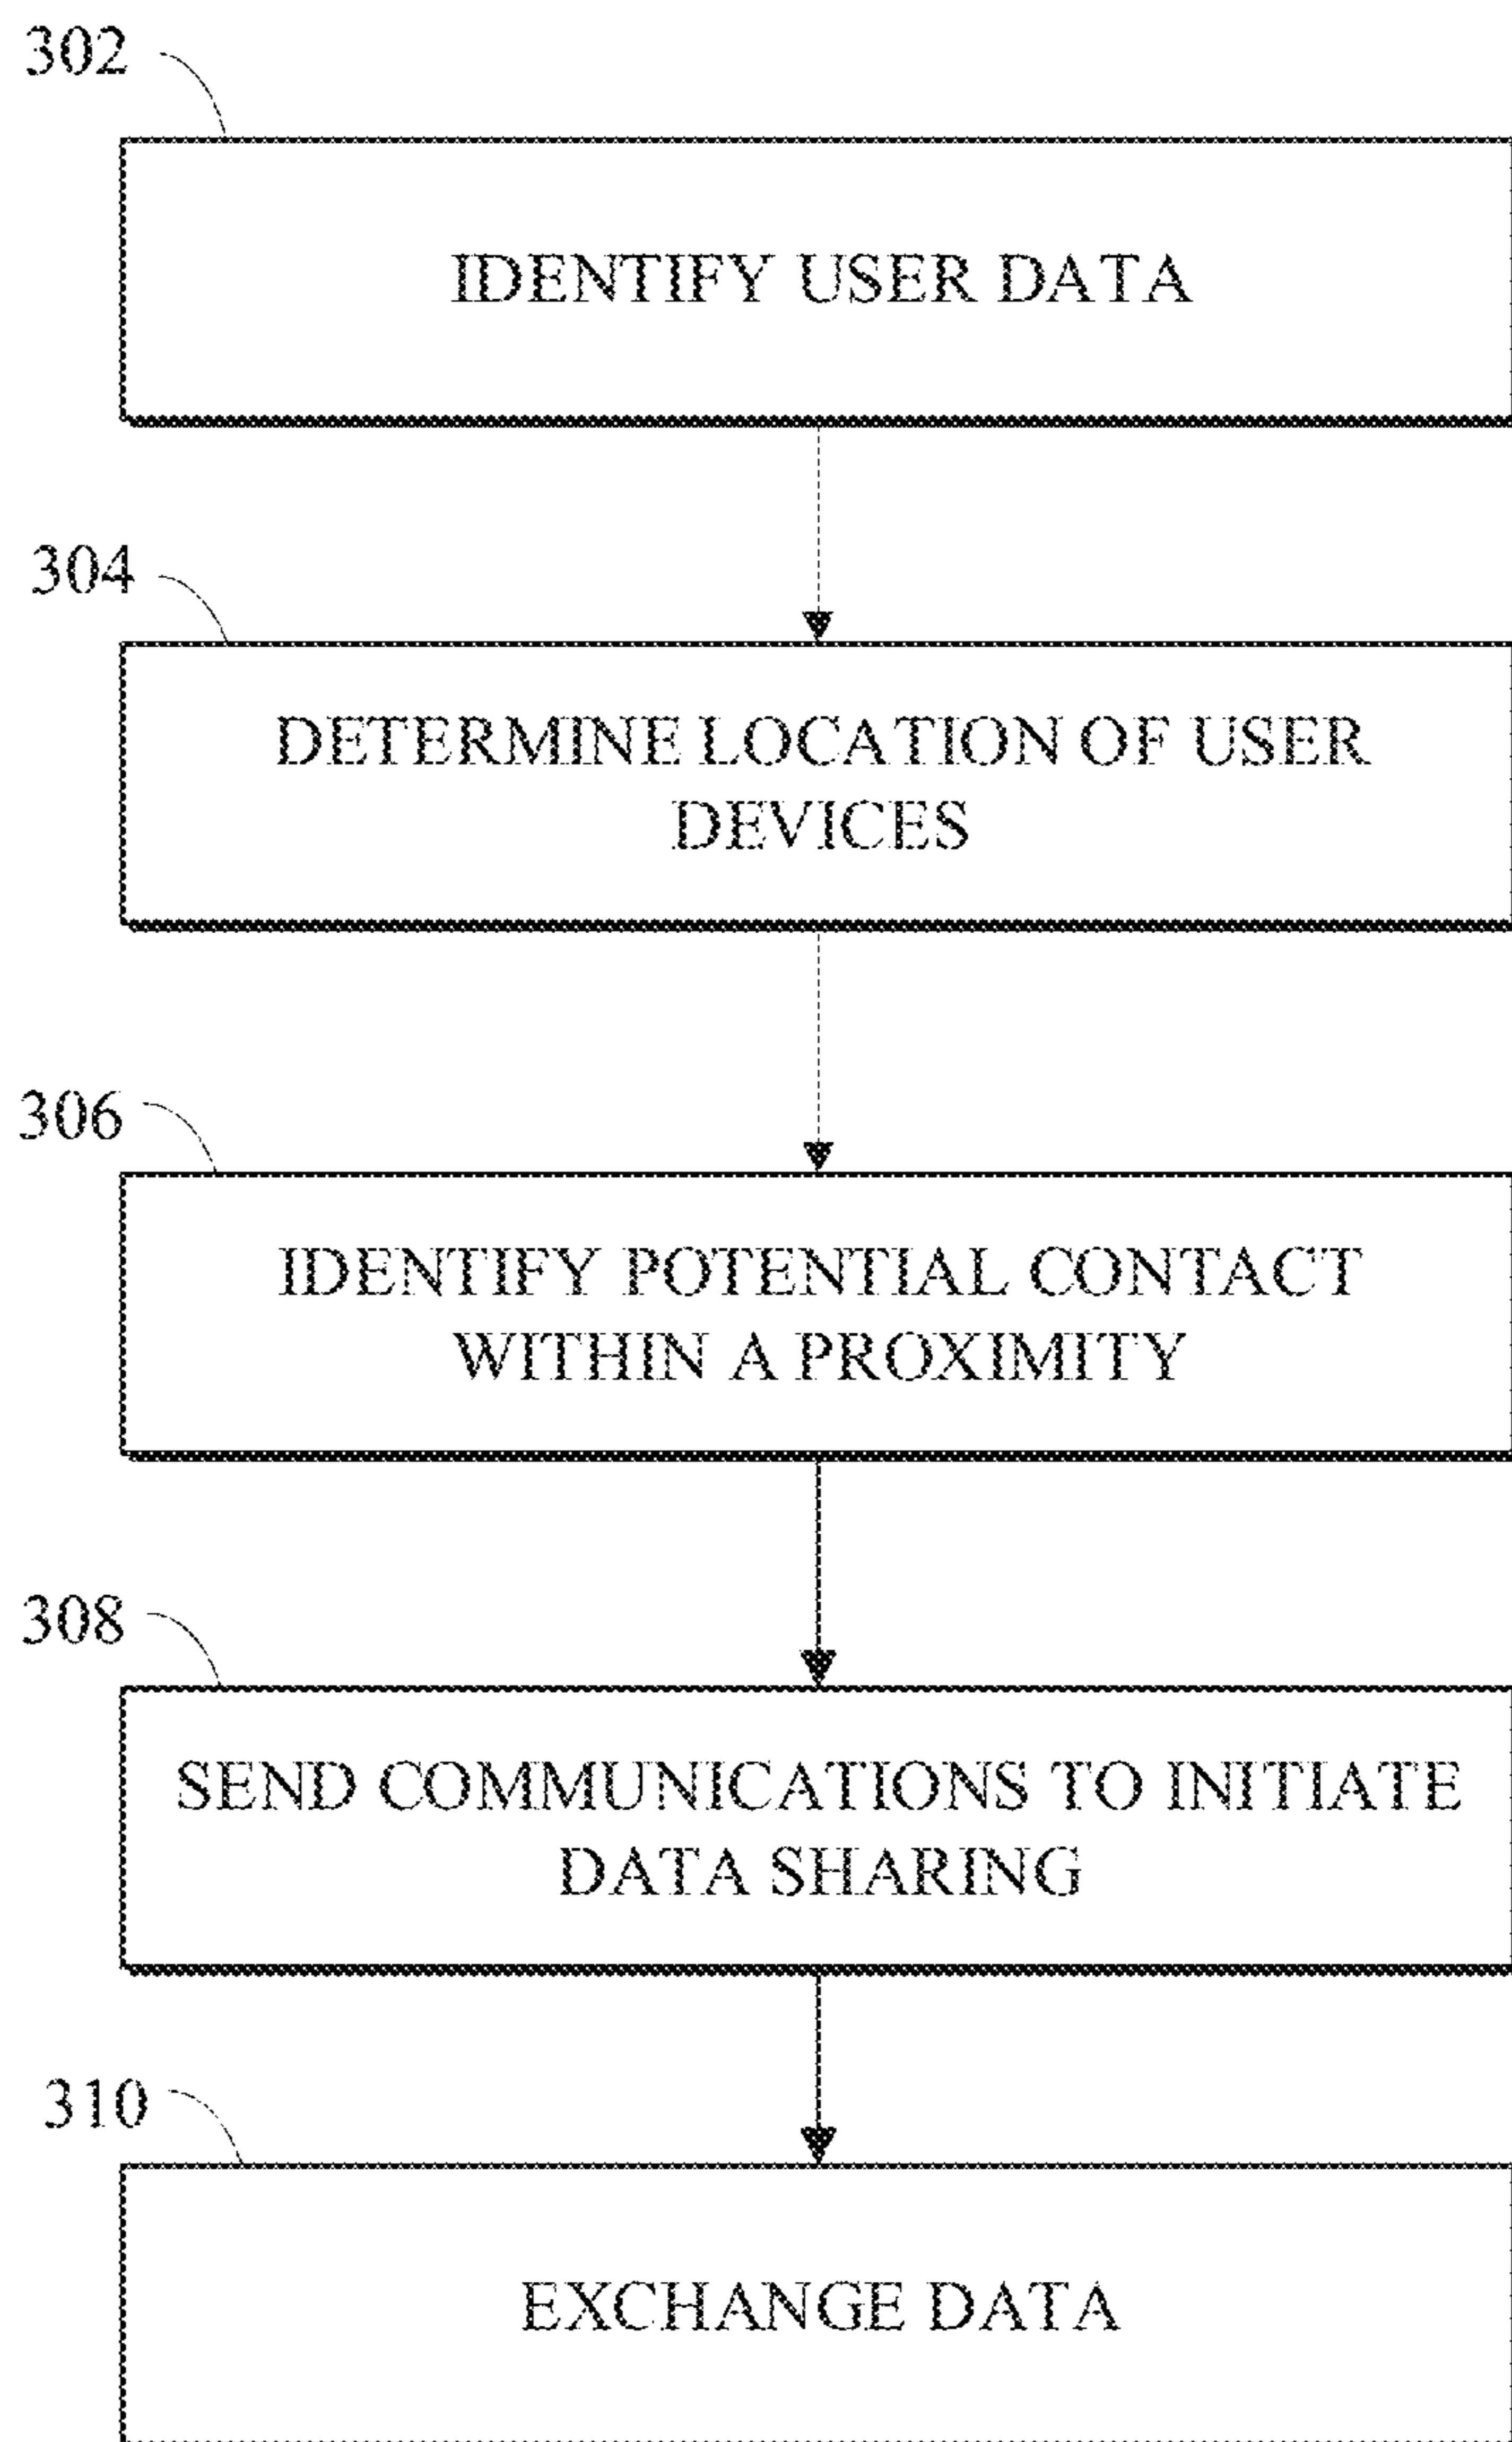 302
IDENTIFY USER DATA
304
DETERMINE LOCATION OF USER
DEVICES
306
IDENTIFY POTENTIAL CONTACT
WITHIN A PROXIMITY
308
SEND COMMUNICATIONS TO INITIATE
DATA SHARING
310
EXCHANGE DATA